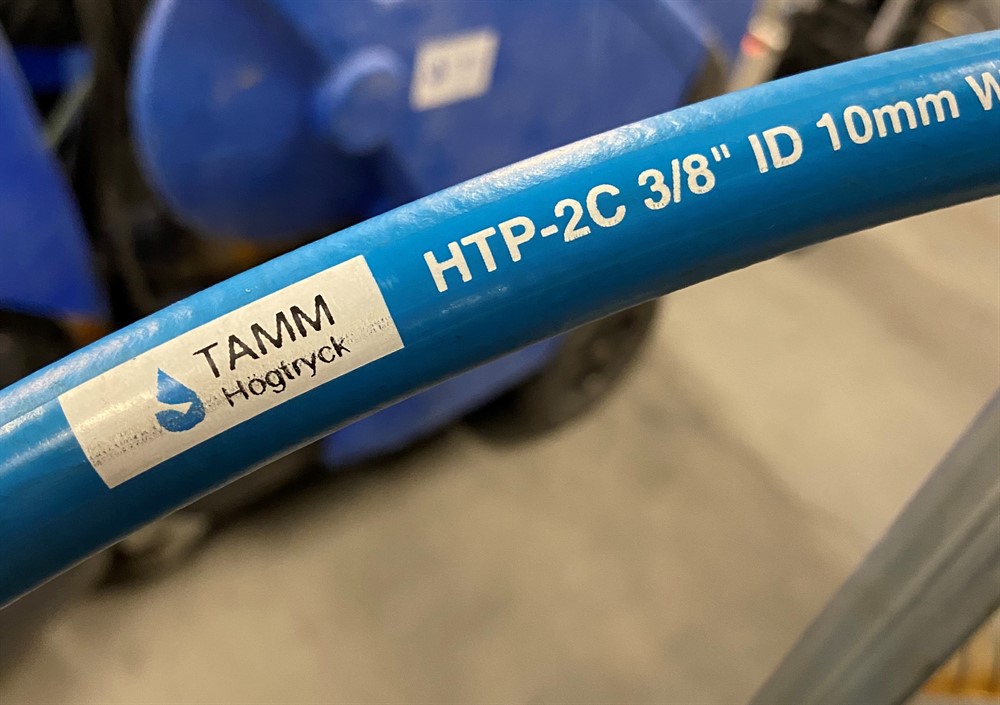 TAMM
Högtryck
HTP-2C 3/8" ID 10mm W